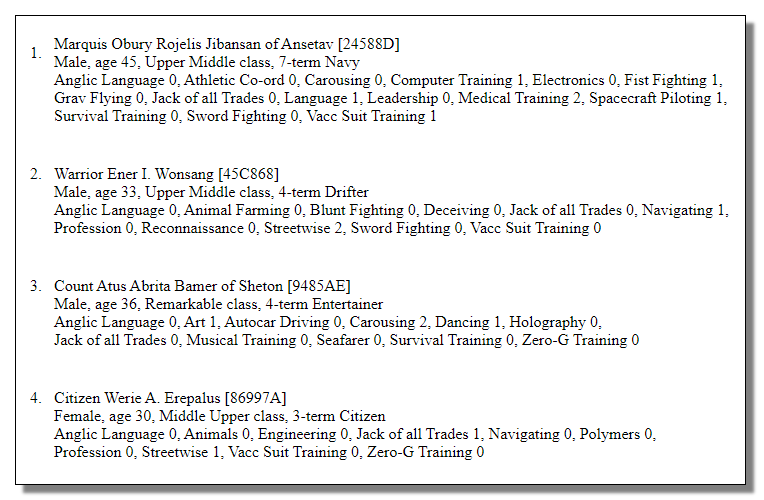 1. Marquis Obury Rojelis Jibansan of Ansetav [24588D]
Male, age 45, Upper Middle class, 7-term Navy
Anglic Language 0, Athletic Co-ord 0, Carousing 0, Computer Training 1, Electronics 0, Fist Fighting 1,
Grav Flying 0, Jack of all Trades 0, Language 1, Leadership 0, Medical Training 2, Spacecraft Piloting 1,
Survival Training 0, Sword Fighting 0, Vacc Suit Training 1
2. Warrior Ener I. Wonsang [45C868]
Male, age 33, Upper Middle class, 4-term Drifter
Anglic Language 0, Animal Farming 0, Blunt Fighting 0, Deceiving 0, Jack of all Trades 0, Navigating 1,
Profession 0, Reconnaissance 0, Streetwise 2, Sword Fighting 0, Vacc Suit Training 0
3. Count Atus Abrita Bamer of Sheton [9485AE]
Male, age 36, Remarkable class, 4-term Entertainer
Anglic Language 0, Art 1, Autocar Driving 0, Carousing 2, Dancing 1, Holography 0,
Jack of all Trades 0, Musical Training 0, Seafarer 0, Survival Training 0, Zero-G Training 0
4. Citizen Werie A. Erepalus [86997A]
Female, age 30, Middle Upper class, 3-term Citizen
Anglic Language 0, Animals 0, Engineering 0, Jack of all Trades 1, Navigating 0, Polymers 0,
Profession 0, Streetwise 1, Vacc Suit Training 0, Zero-G Training 0